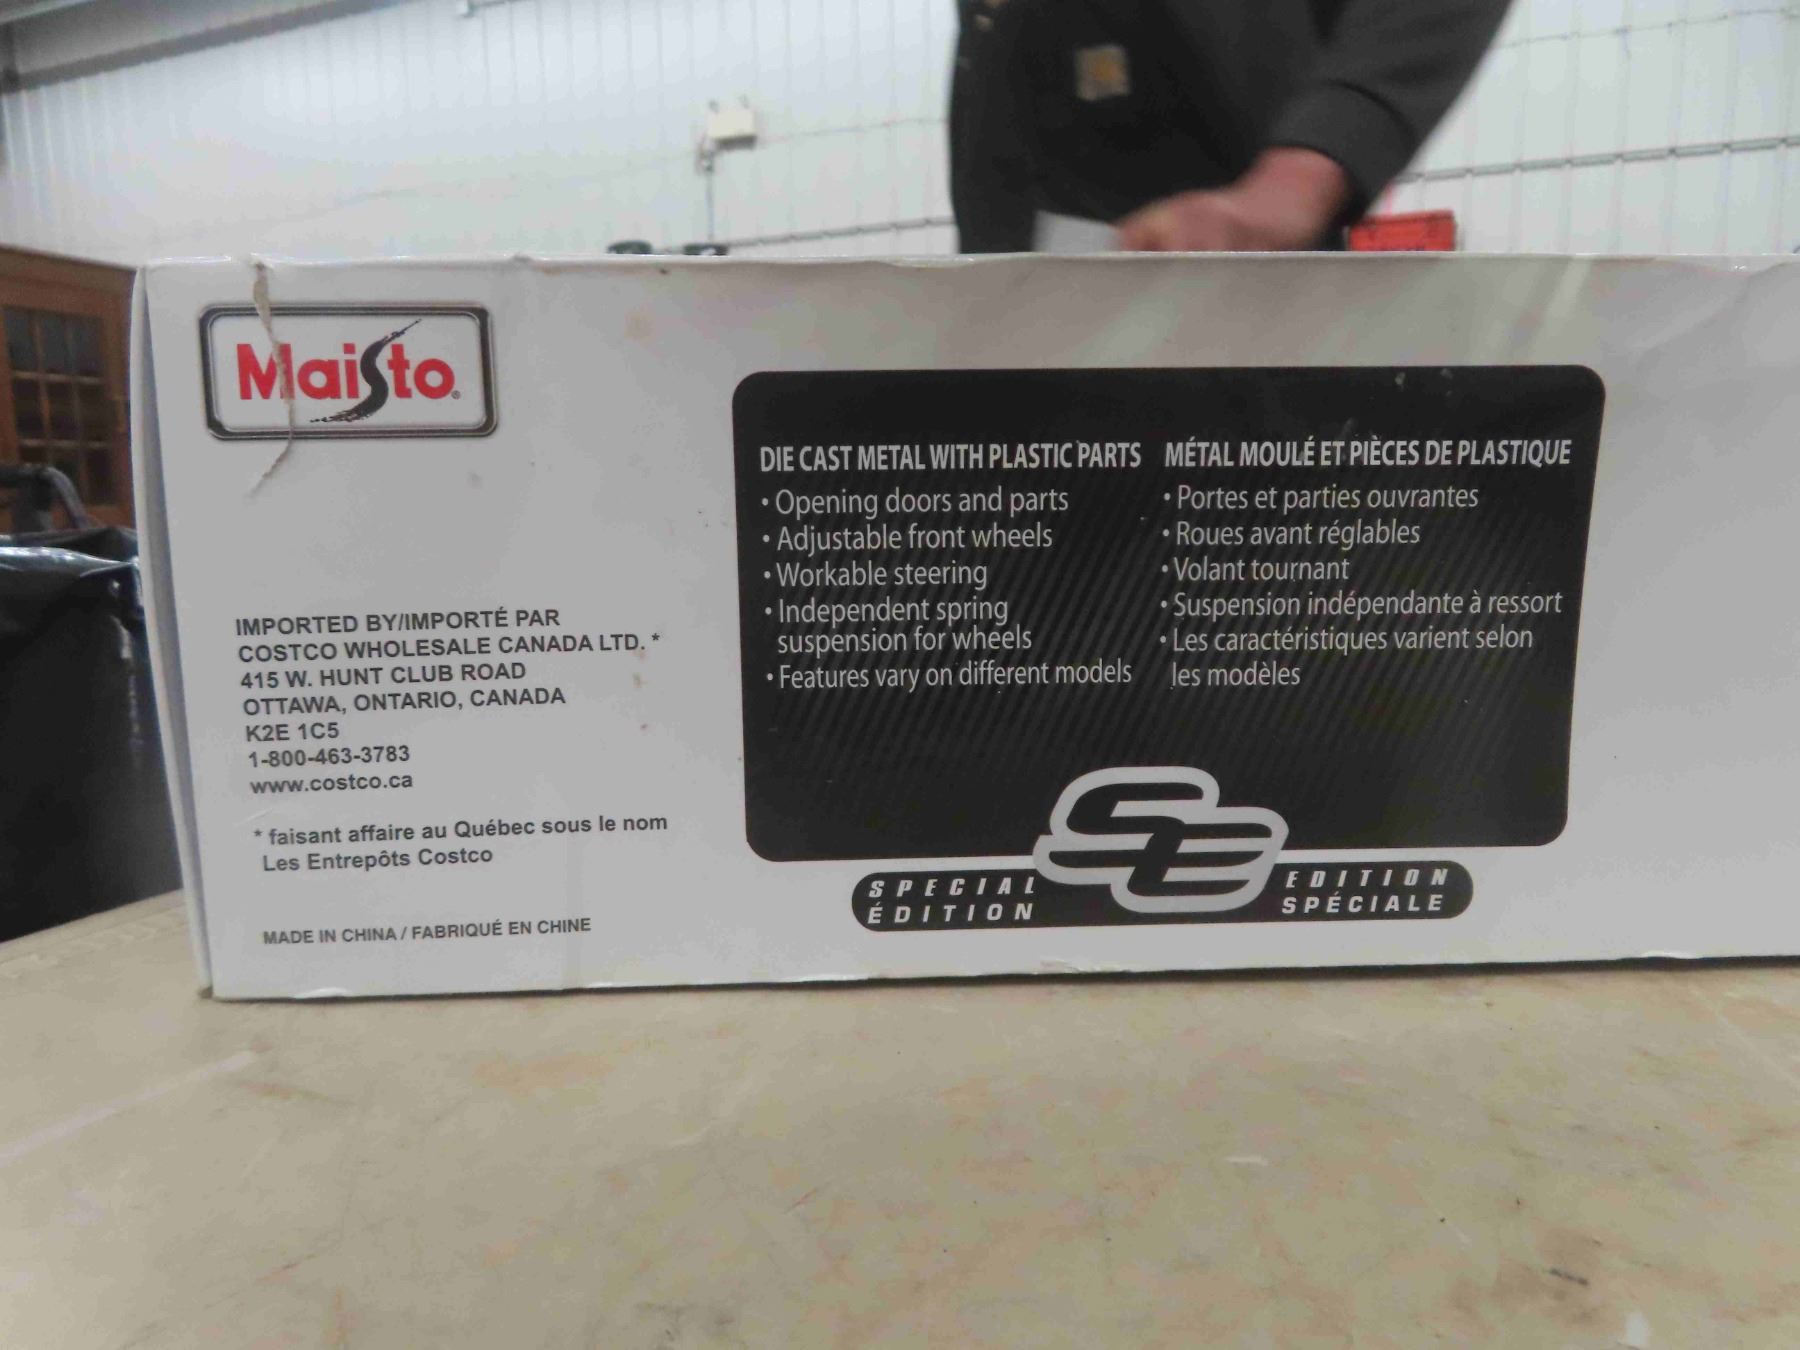 Maisto®
IMPORTED BY/IMPORTÉ PAR
COSTCO WHOLESALE CANADA LTD. *
415 W. HUNT CLUB ROAD
OTTAWA, ONTARIO, CANADA
K2E 1C5
1-800-463-3783
www.costco.ca
* faisant affaire au Québec sous le nom
Les Entrepôts Costco
MADE IN CHINA / FABRIQUÉ EN CHINE
DIE CAST METAL WITH PLASTIC PARTS
• Opening doors and parts
• Adjustable front wheels
• Workable steering
• Independent spring
suspension for wheels
• Features vary on different models
MÉTAL MOULÉ ET PIÈCES DE PLASTIQUE
• Portes et parties ouvrantes
• Roues avant réglables
• Volant tournant
• Suspension indépendante à ressort
• Les caractéristiques varient selon
les modèles
SE
SPECIAL EDITION
ÉDITION SPÉCIALE